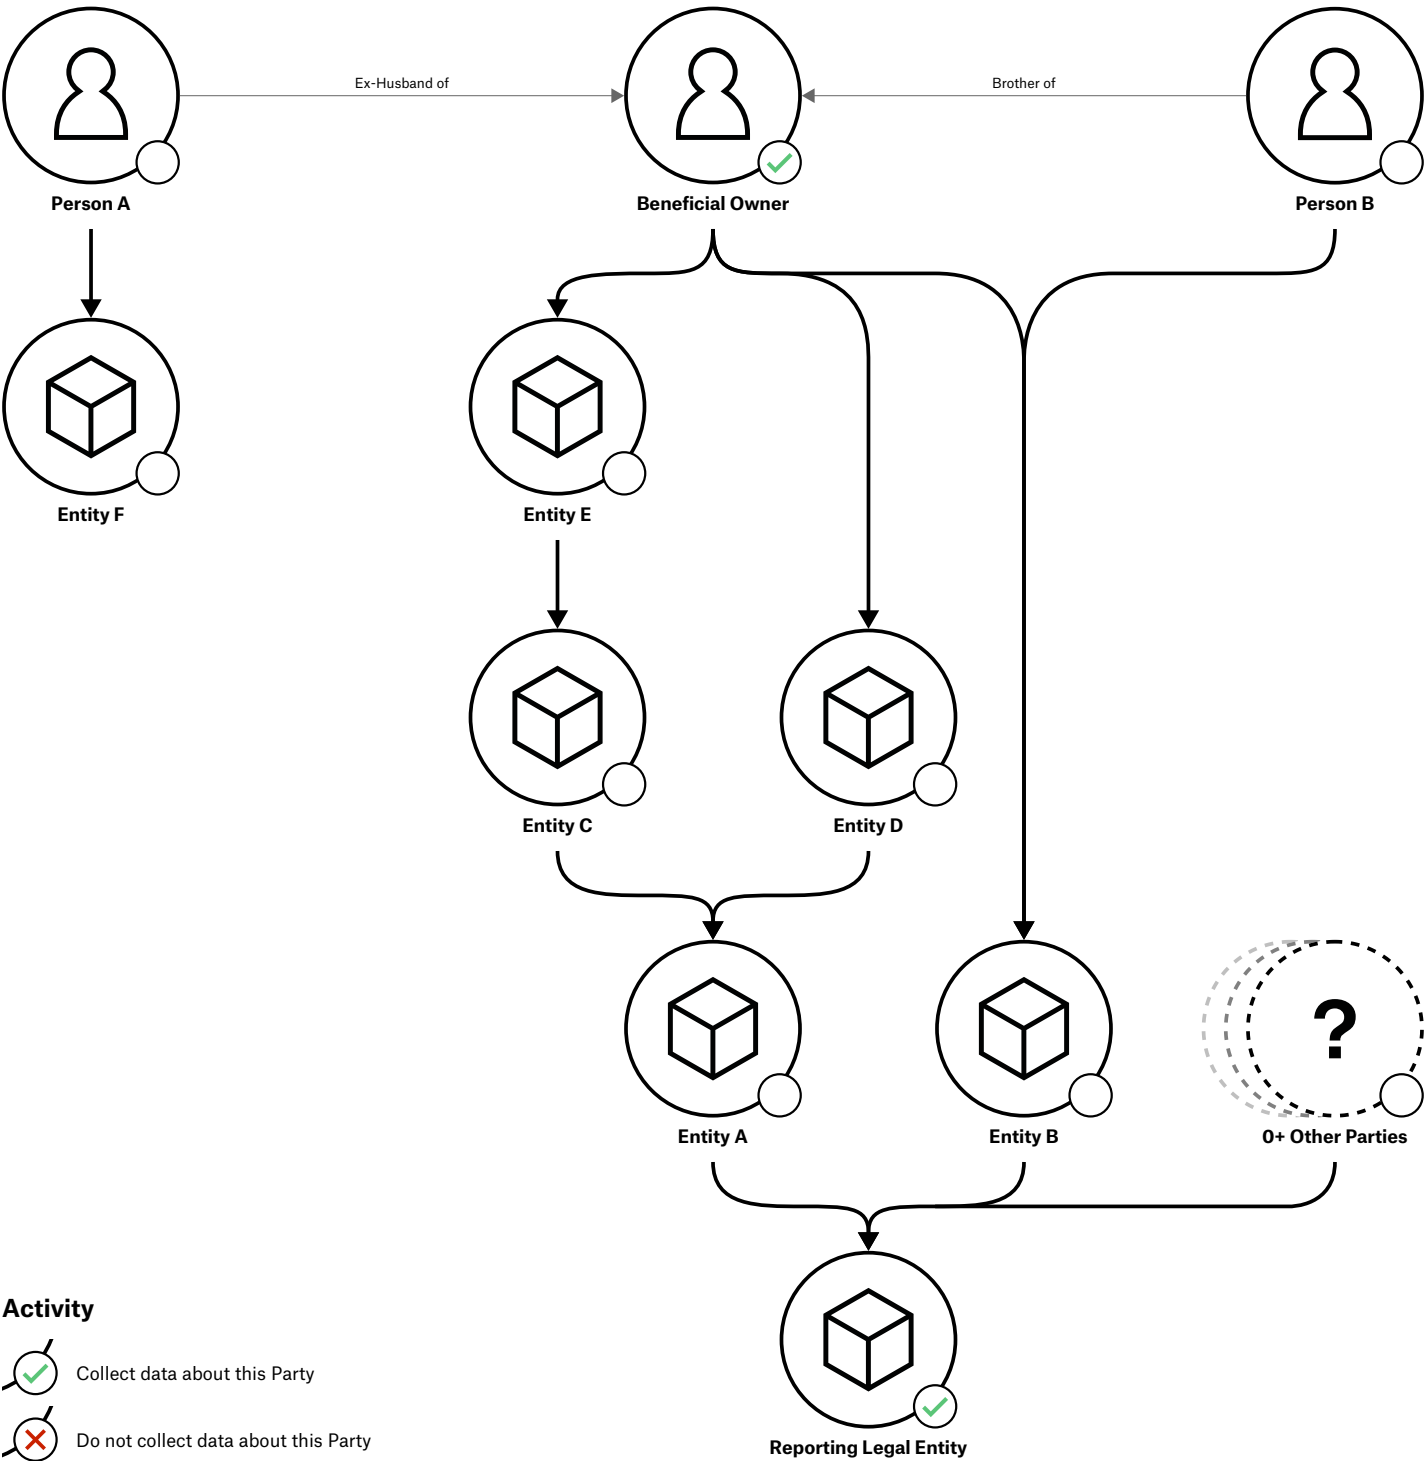 Ex-Husband of
Brother of
Person A
Beneficial Owner
Person B
Entity F
Entity E
Entity C
Entity D
Entity A
Entity B
?
0+ Other Parties
Reporting Legal Entity
Activity
Collect data about this Party
Do not collect data about this Party